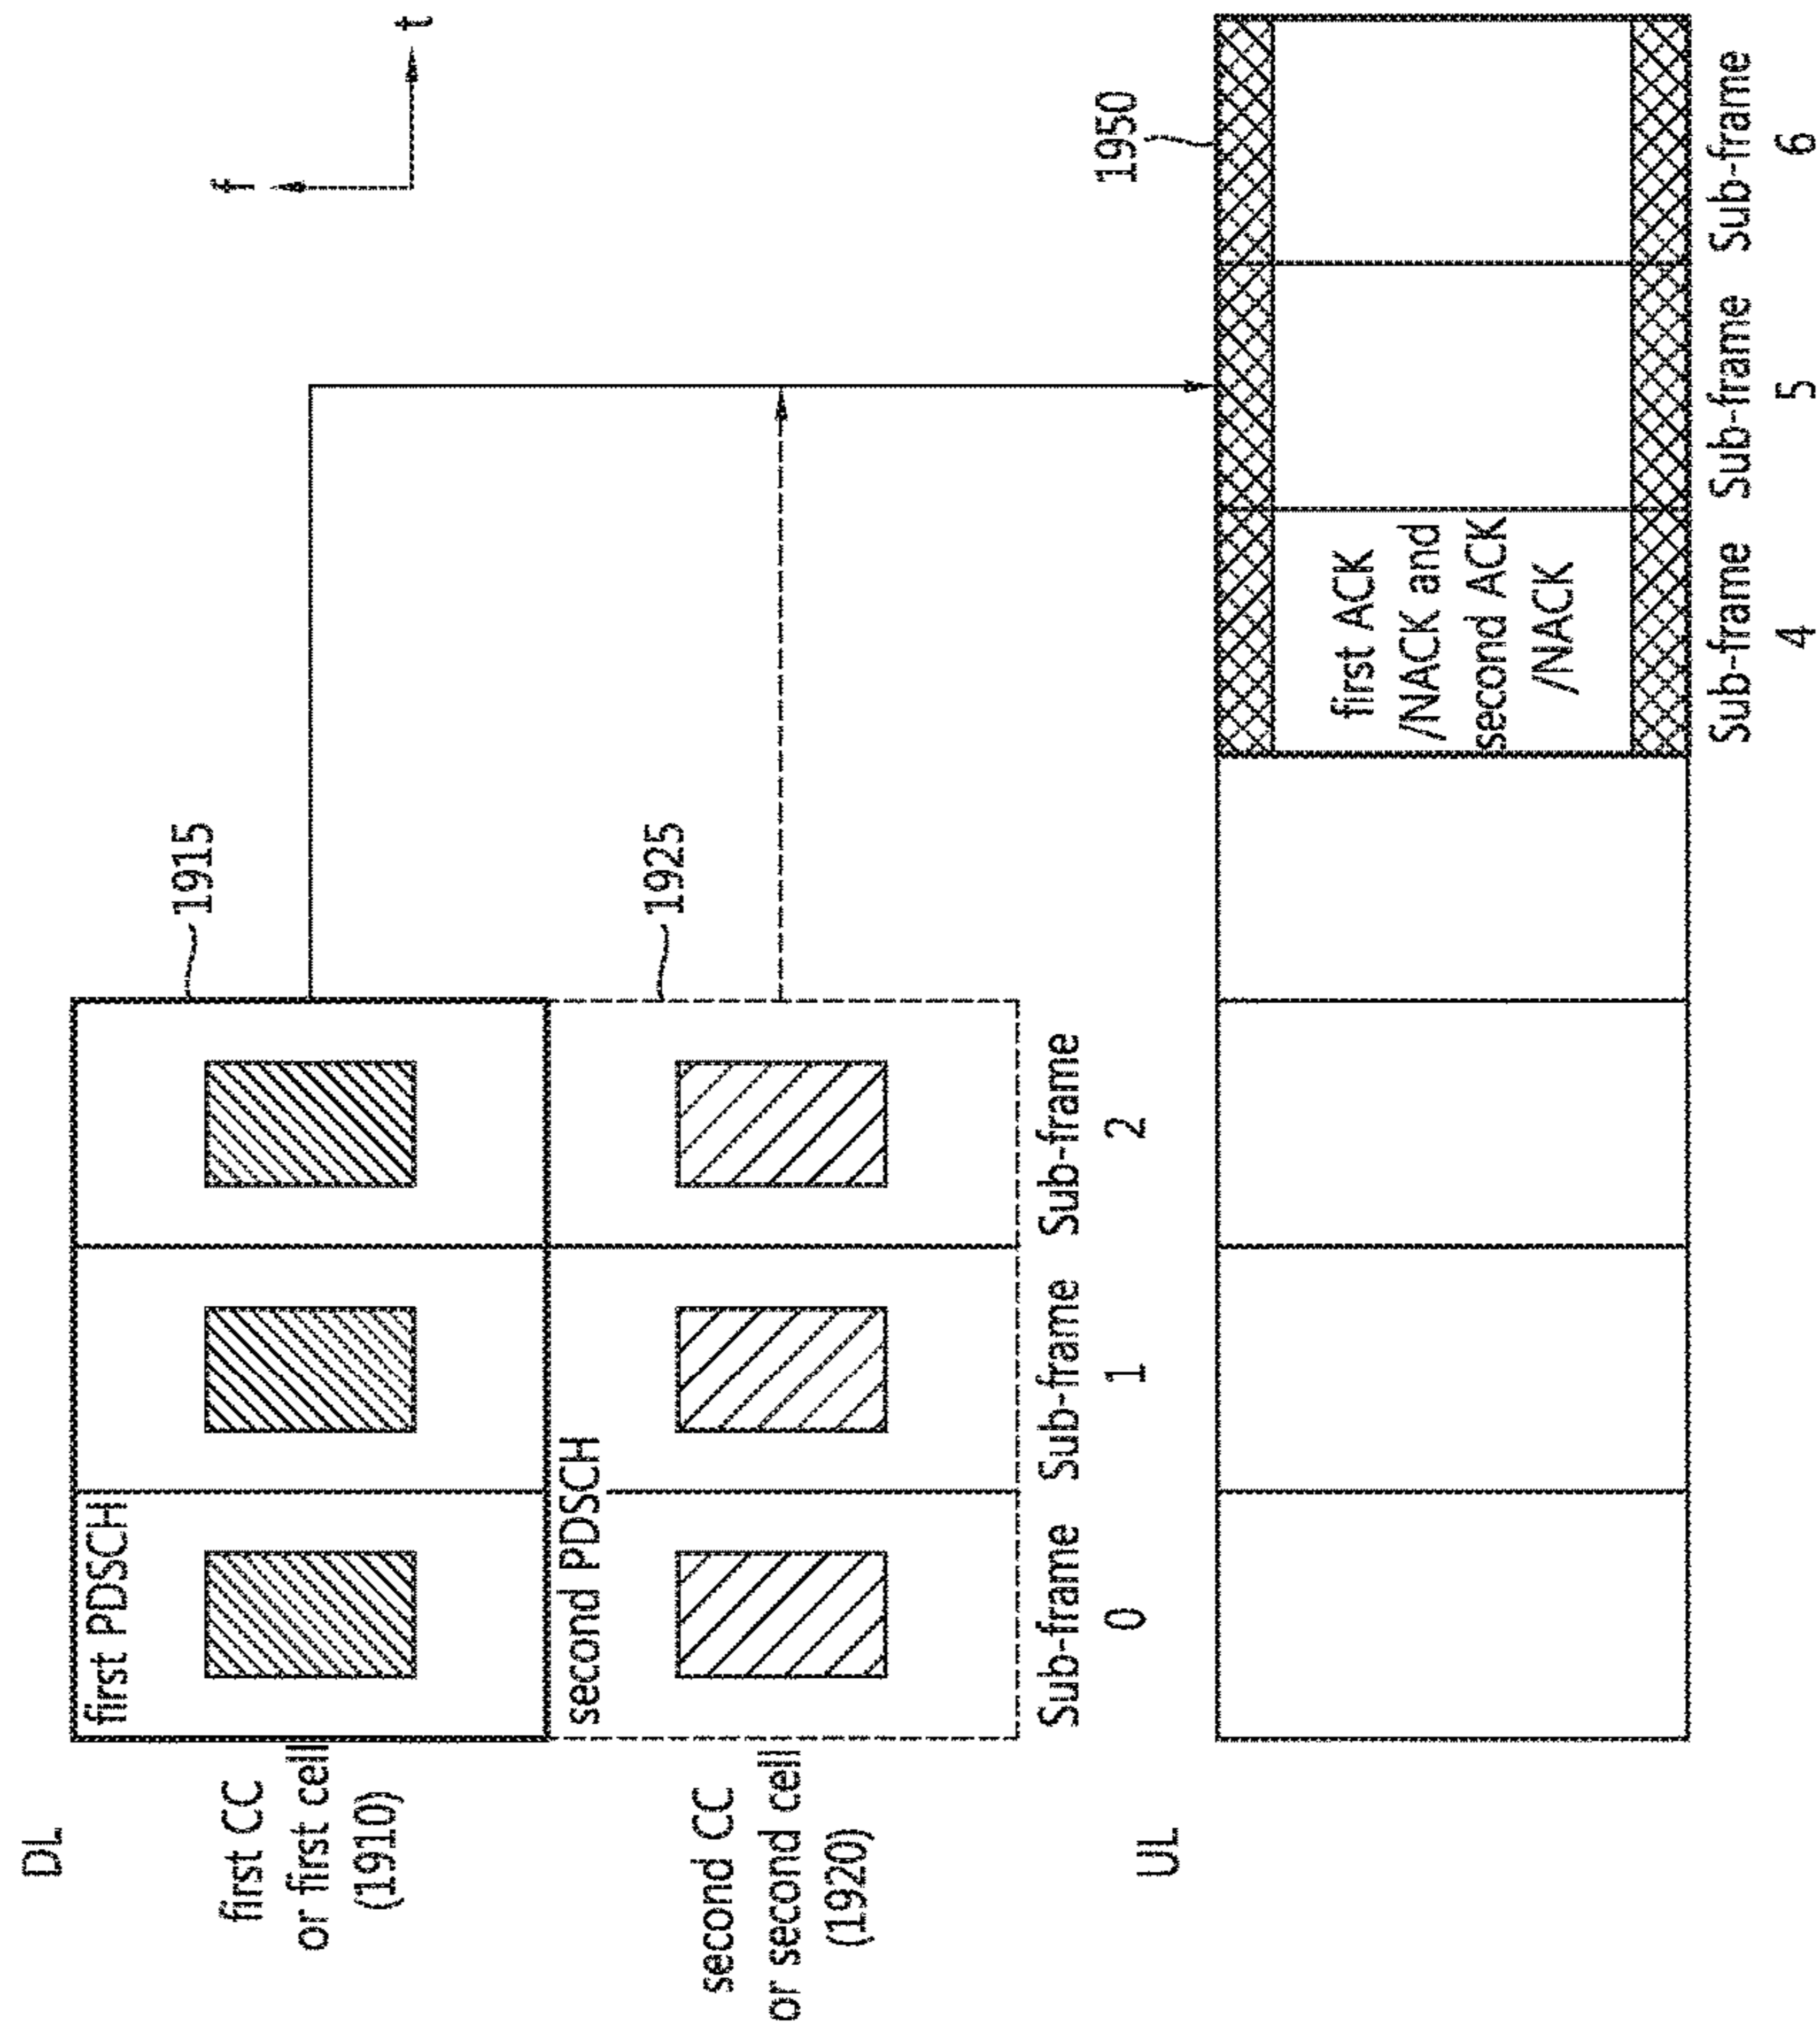 DL
f
t
first CC
or first cell
(1910)
first PDSCH
1915
second CC
or second cell
(1920)
second PDSCH
1925
Sub-frame
0
Sub-frame
1
Sub-frame
2
UL
1950
first ACK
/NACK and
second ACK
/NACK
Sub-frame
4
Sub-frame
5
Sub-frame
6